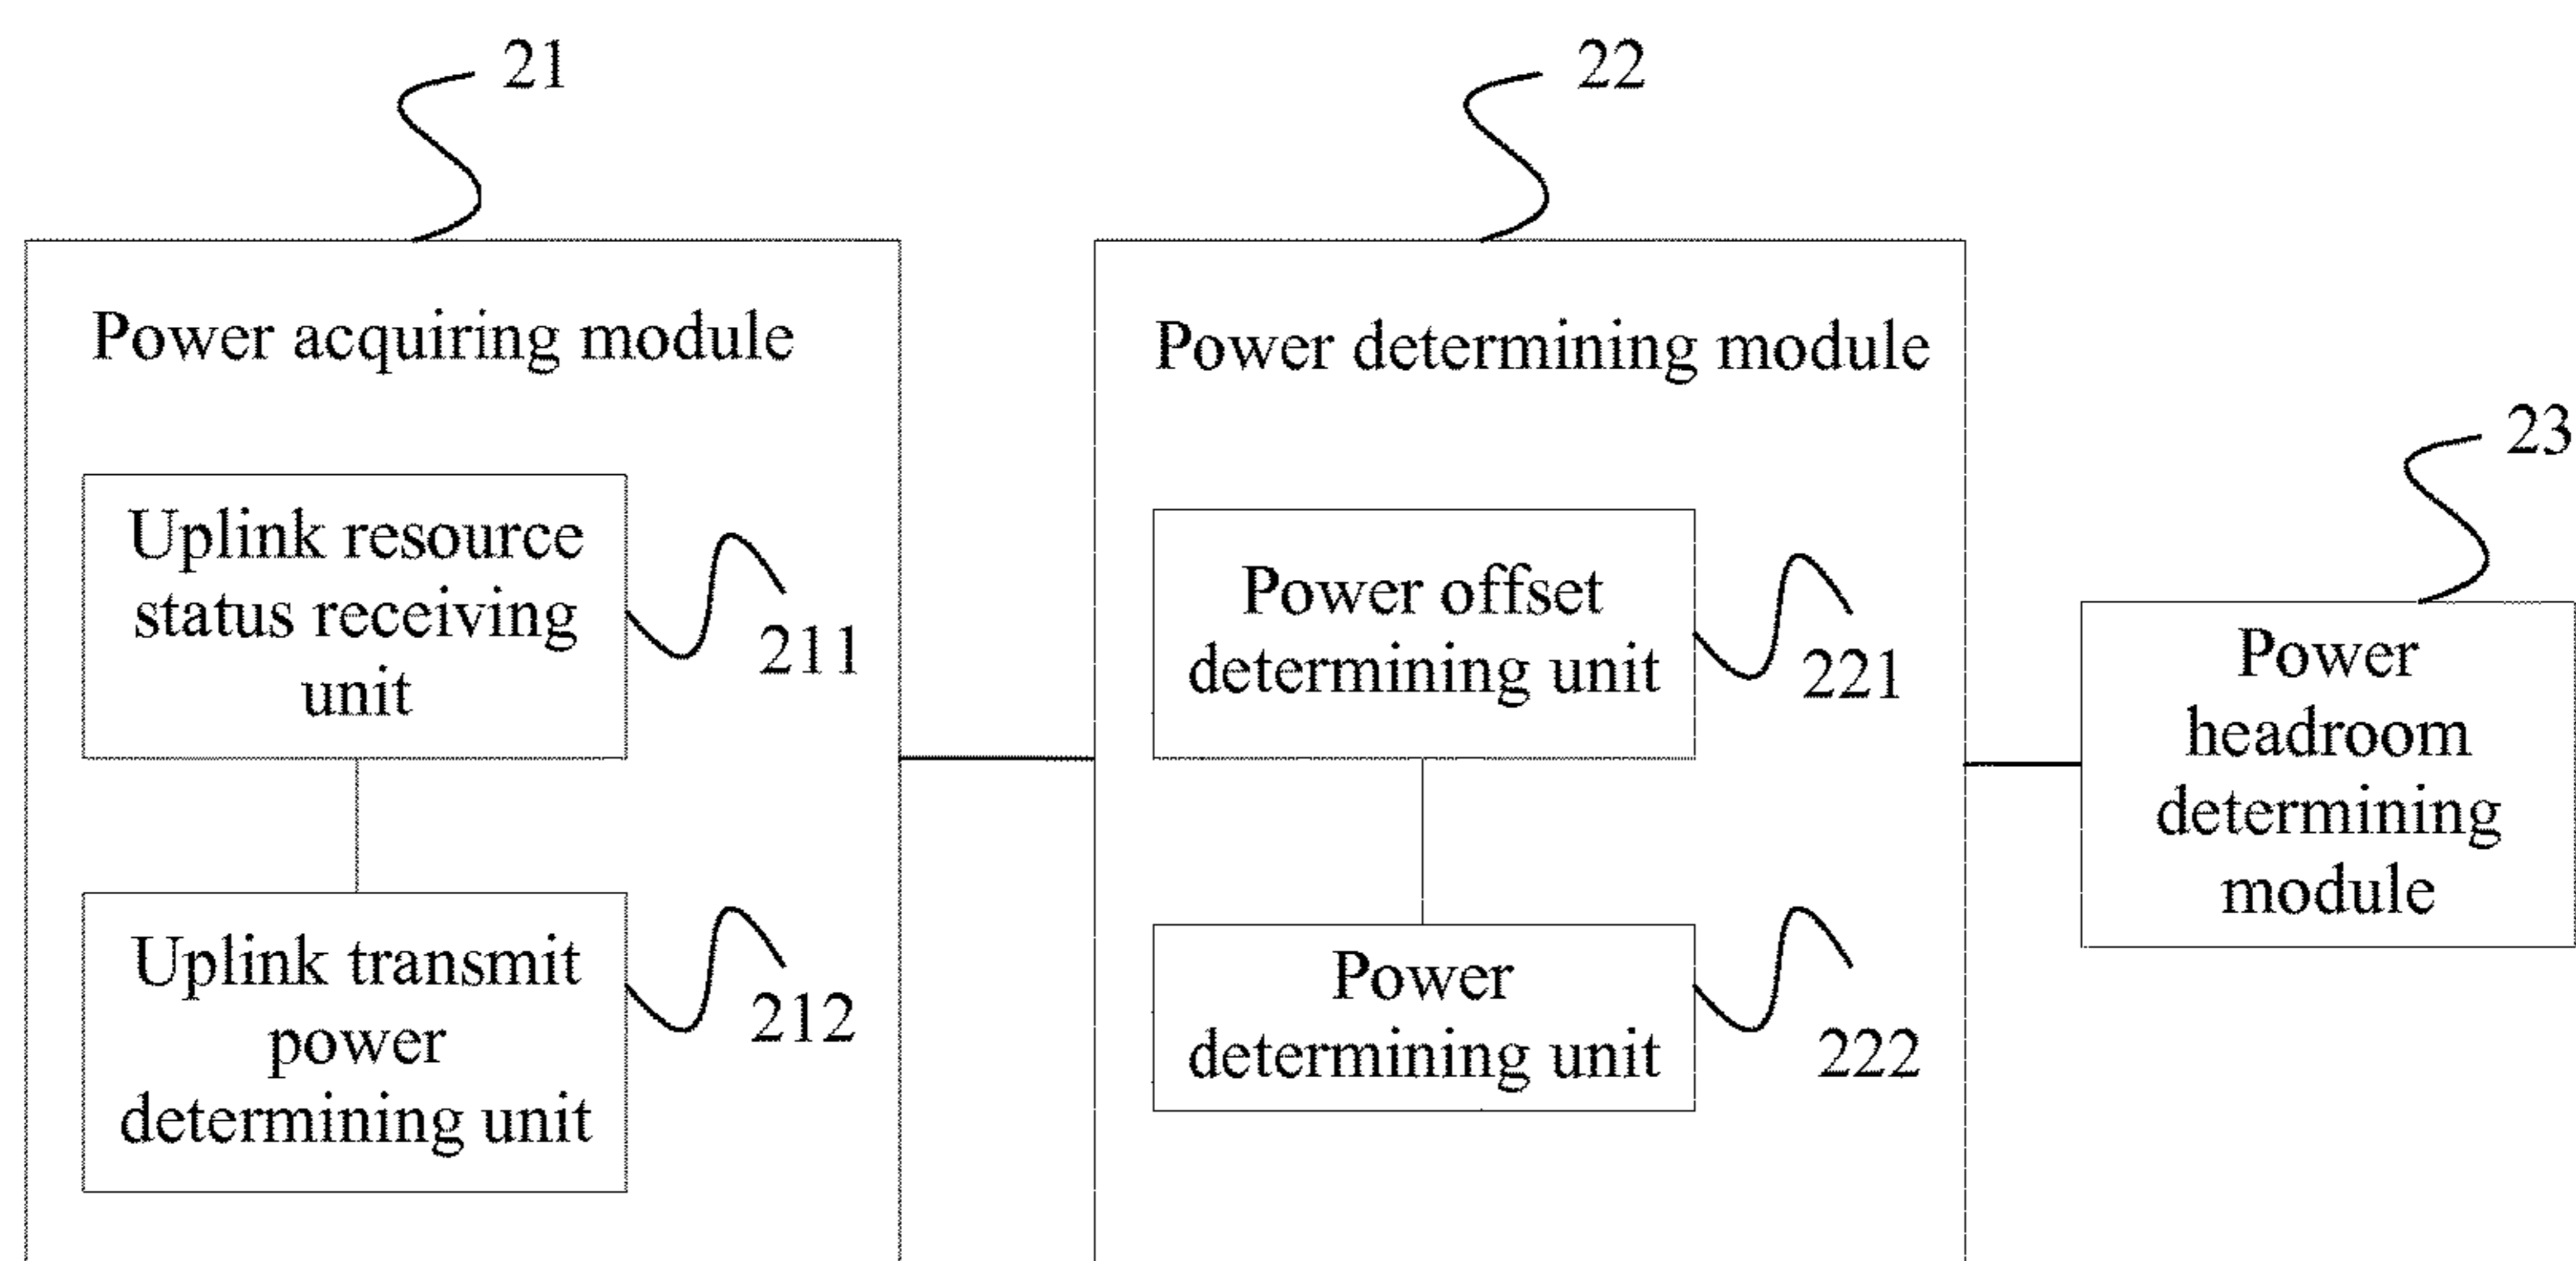 21
22
Power acquiring module
Power determining module
23
Uplink resource
status receiving
unit
211
Power offset
determining unit
221
Power
headroom
determining
module
Uplink transmit
power
determining unit
212
Power
determining unit
222